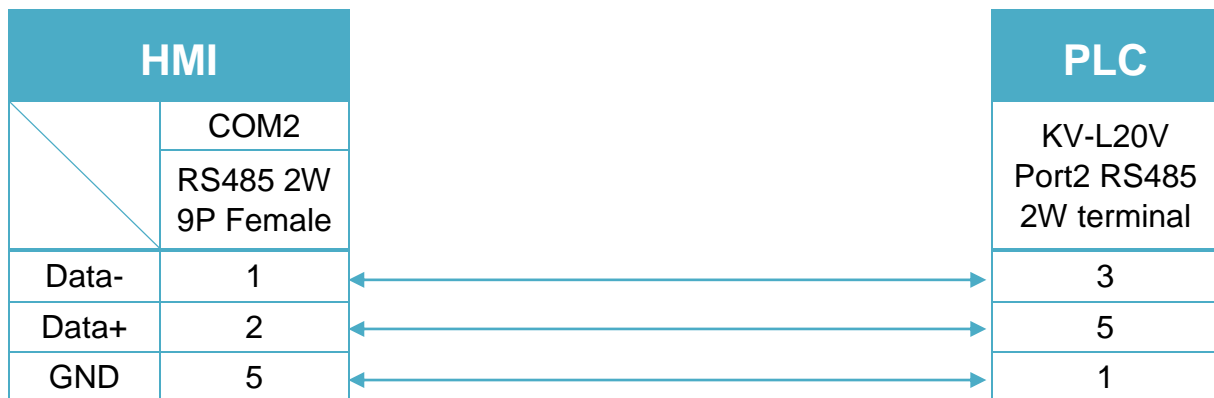 HMI
PLC
COM2
RS485 2W
9P Female
KV-L20V
Port2 RS485
2W terminal
Data- 1 3
Data+ 2 5
GND 5 1